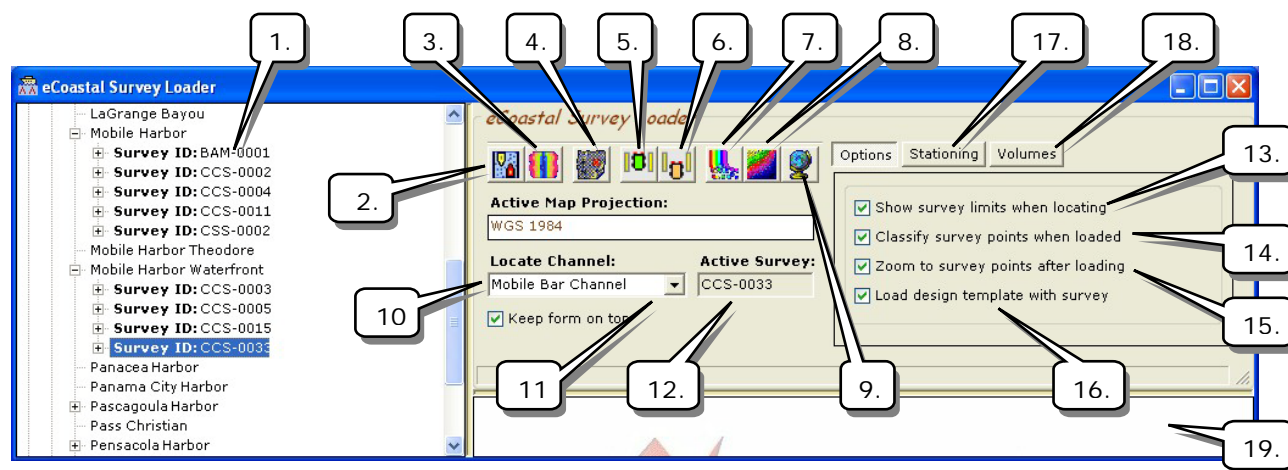 1.
3.
4.
5.
6.
7.
8.
17.
18.
eCoastal Survey Loader
LaGrange Bayou
Mobile Harbor
Survey ID: BAM-0001
Survey ID: CCS-0002
Survey ID: CCS-0004
Survey ID: CCS-0011
Survey ID: CSS-0002
Mobile Harbor Theodore
Mobile Harbor Waterfront
Survey ID: CCS-0003
Survey ID: CCS-0005
Survey ID: CCS-0015
Survey ID: CCS-0033
Panacea Harbor
Panama City Harbor
Pascagoula Harbor
Pass Christian
Pensacola Harbor
2.
10
eCoastal Survey Loader
Active Map Projection:
WGS 1984
Locate Channel:
Active Survey:
Mobile Bar Channel
CCS-0033
Keep form on top
11
12.
9.
16.
Options
Stationing
Volumes
Show survey limits when locating
Classify survey points when loaded
Zoom to survey points after loading
Load design template with survey
13.
14.
15.
19.